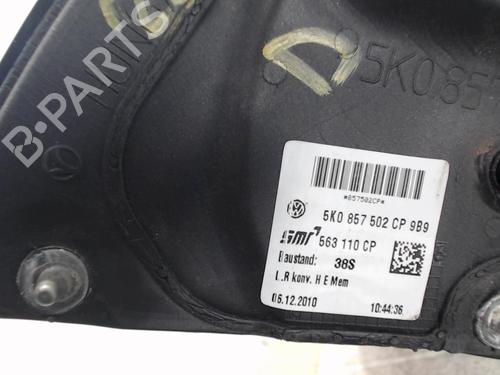 D
5K0 85
*857502CP*
5K0 857 502 CP 9B9
smr 563 110 CP
Baustand: 38S
L.R konv. H E Mem
06.12.2010 10:44:36
B-PARTS